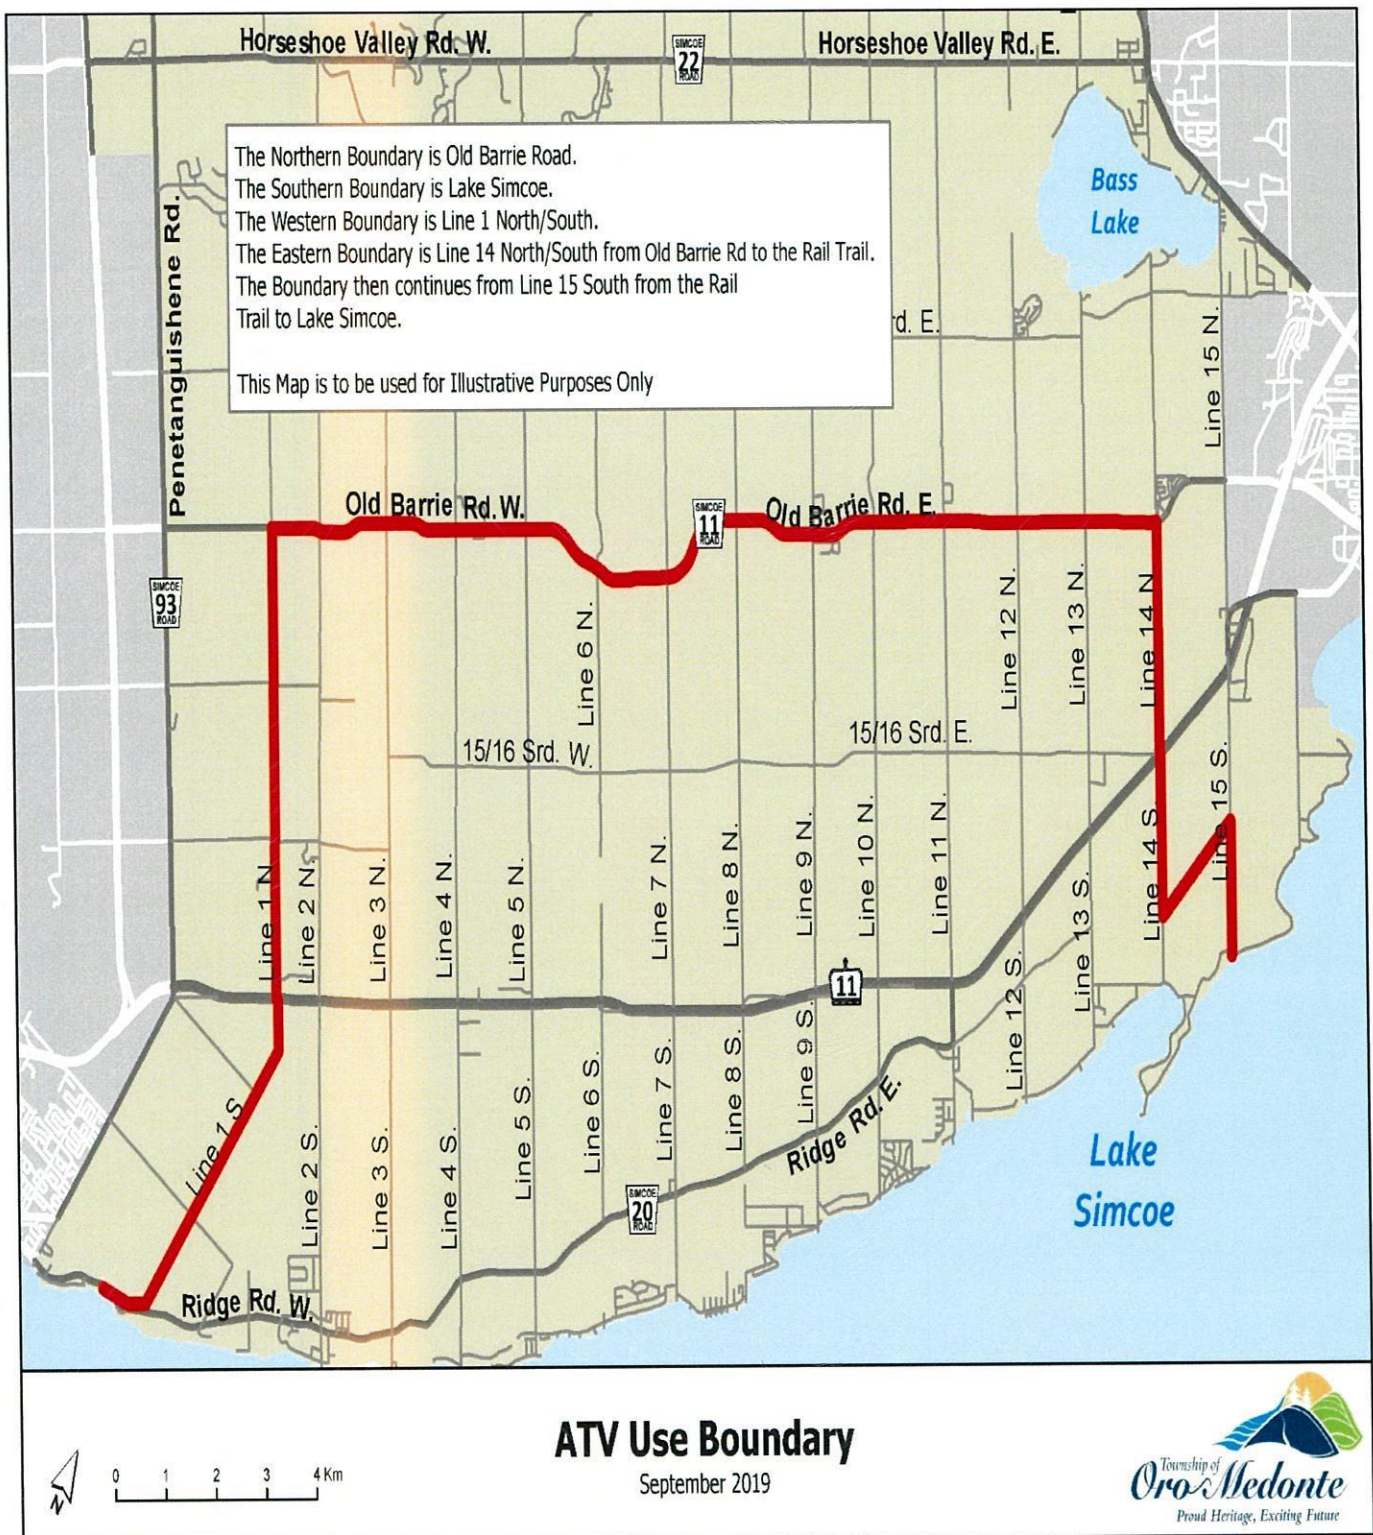 Horseshoe Valley Rd. W.
SIMCOE
22
ROAD
Horseshoe Valley Rd. E.
The Northern Boundary is Old Barrie Road.
The Southern Boundary is Lake Simcoe.
The Western Boundary is Line 1 North/South.
The Eastern Boundary is Line 14 North/South from Old Barrie Rd to the Rail Trail.
The Boundary then continues from Line 15 South from the Rail
Trail to Lake Simcoe.
This Map is to be used for Illustrative Purposes Only
Bass
Lake
Penetanguishene Rd.
rd. E.
Line 15 N.
Old Barrie Rd. W.
SIMCOE
11
ROAD
Old Barrie Rd. E.
SIMCOE
93
ROAD
Line 6 N.
Line 12 N.
Line 13 N.
Line 14 N
15/16 Srd. W.
15/16 Srd. E.
Line 1 N
Line 2 N.
Line 3 N.
Line 4 N.
Line 5 N.
Line 7 N.
Line 8 N.
Line 9 N.
Line 10 N.
Line 11 N.
Line 14 S.
Line 15 S.
11
Line 12 S.
Line 13 S.
Line 1 S
Line 2 S.
Line 3 S.
Line 4 S.
Line 5 S.
Line 6 S.
Line 7 S.
Line 8 S.
Line 9 S.
Ridge Rd. E.
SIMCOE
20
ROAD
Ridge Rd. W.
Lake
Simcoe
ATV Use Boundary
September 2019
N
0 1 2 3 4 Km
Township of
Oro-Medonte
Proud Heritage, Exciting Future